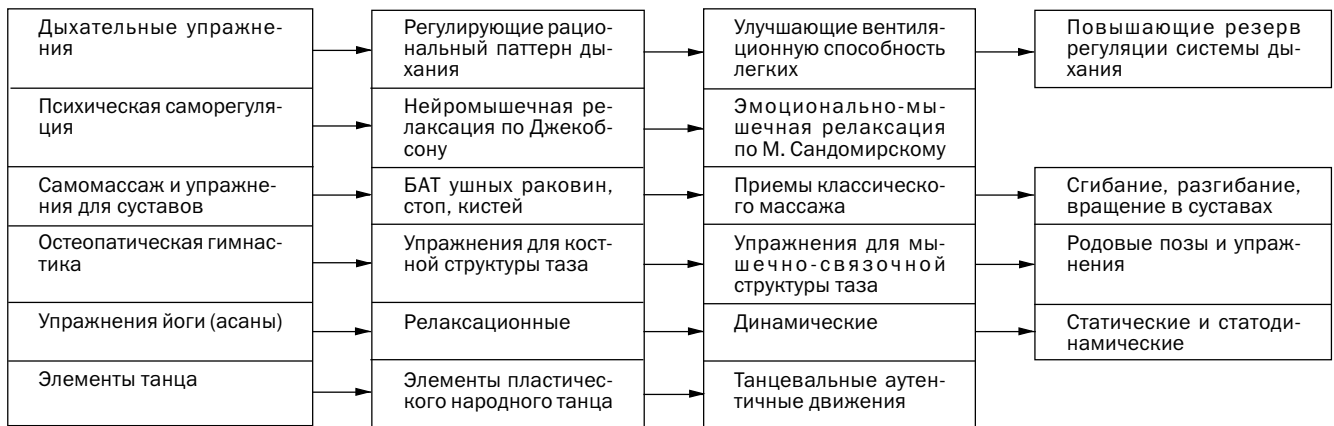 Дыхательные упражне-
ния
Регулирующие рацио-
нальный паттерн ды-
хания
Улучшающие вентиля-
ционную способность
легких
Повышающие резерв
регуляции системы ды-
хания
Психическая саморегуля-
ция
Нейромышечная ре-
лаксация по Джекоб-
сону
Эмоционально-мы-
шечная релаксация
по М. Сандомирскому
Самомассаж и упражне-
ния для суставов
БАТ ушных раковин,
стоп, кистей
Приемы классическо-
го массажа
Сгибание, разгибание,
вращение в суставах
Остеопатическая гимнас-
тика
Упражнения для кост-
ной структуры таза
Упражнения для мы-
шечно-связочной
структуры таза
Родовые позы и упраж-
нения
Упражнения йоги (асаны)
Релаксационные
Динамические
Статические и статоди-
намические
Элементы танца
Элементы пластичес-
кого народного танца
Танцевальные аутен-
тичные движения